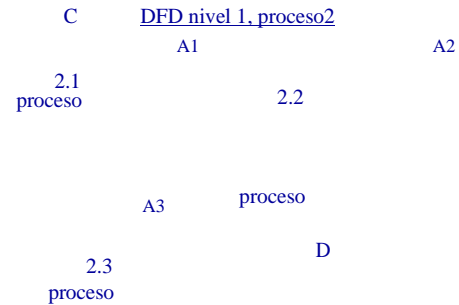 C DFD nivel 1, proceso2
A1 A2
2.1
proceso 2.2
proceso
A3
D
2.3
proceso